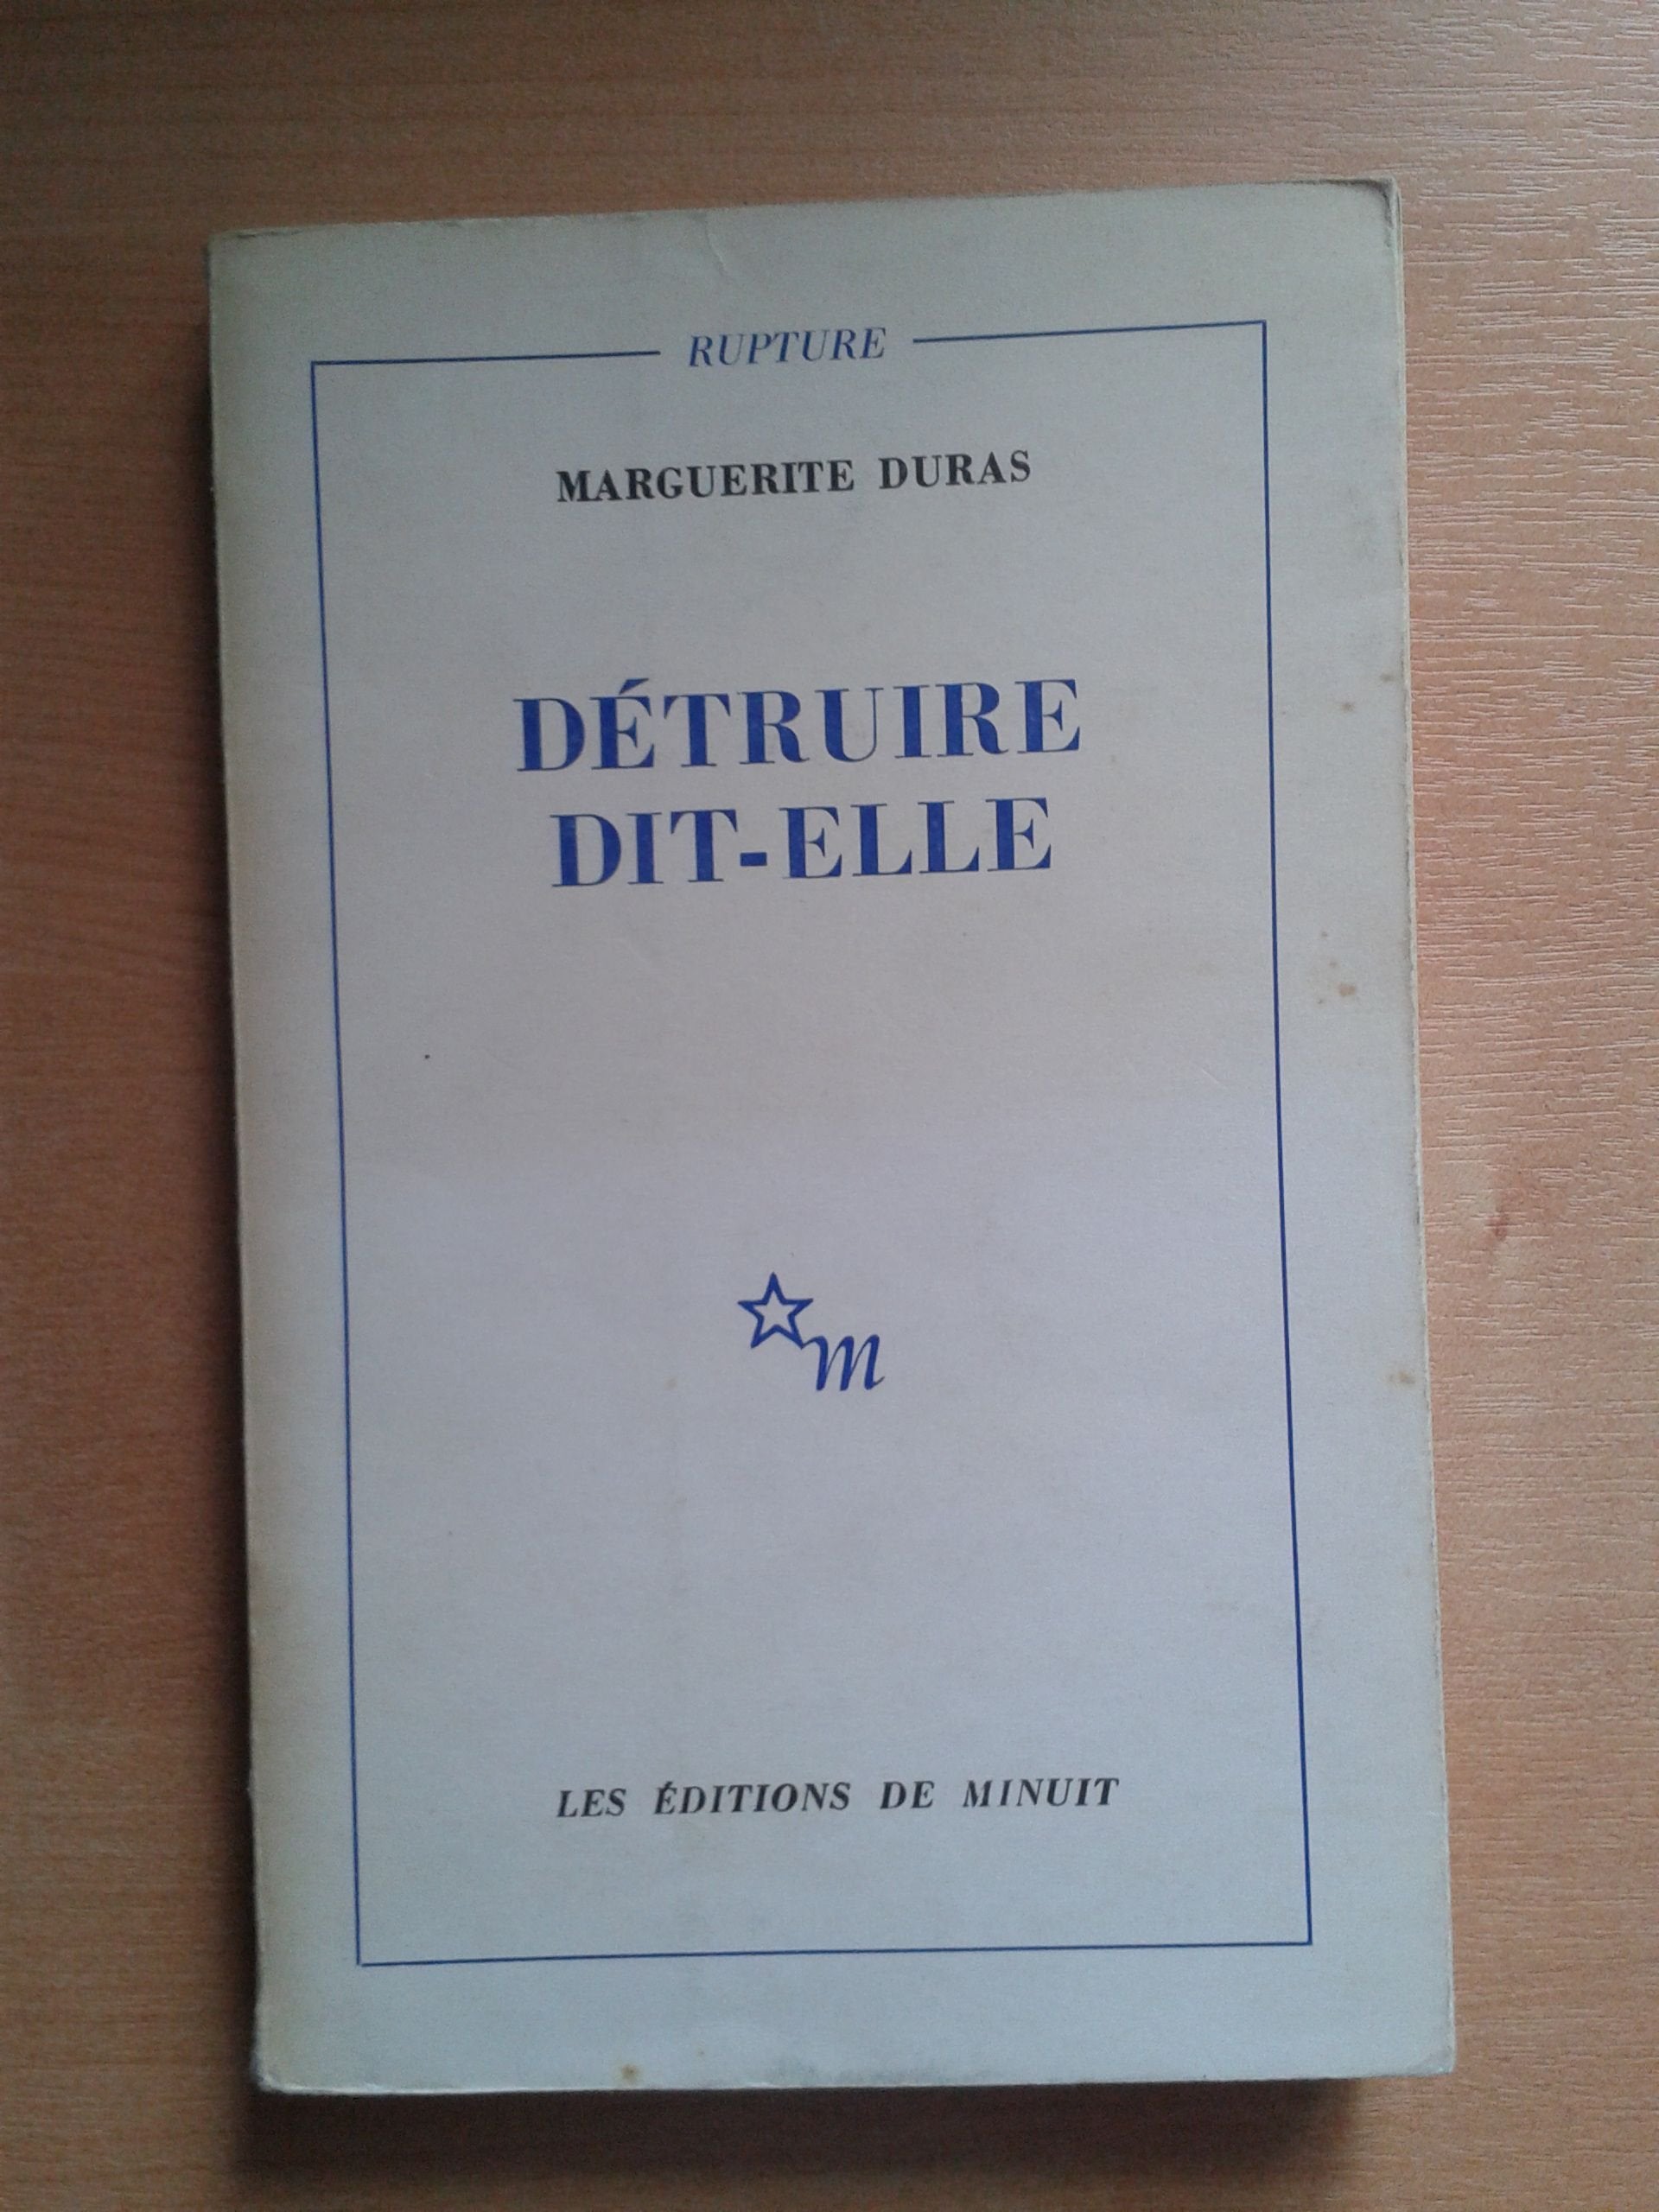 RUPTURE
MARGUERITE DURAS
DÉTRUIRE
DIT-ELLE
m
LES ÉDITIONS DE MINUIT